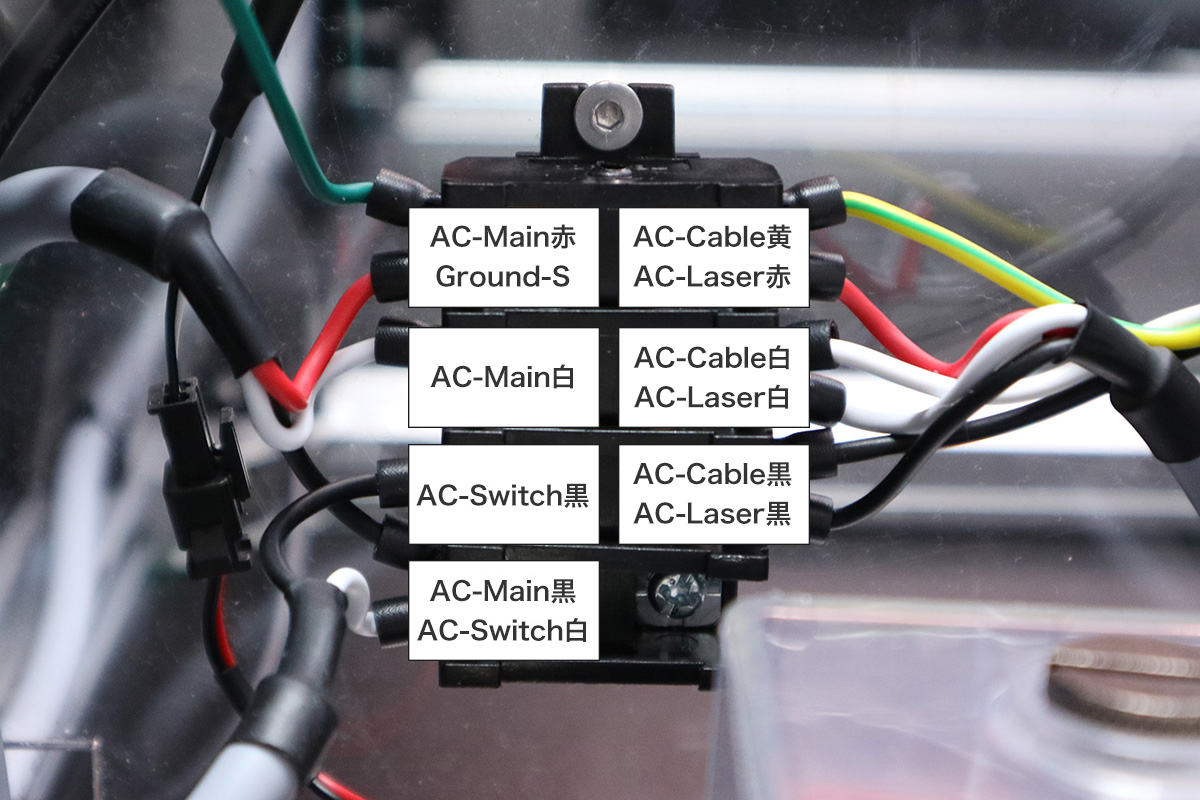 AC-Main赤
Ground-S
AC-Cable黄
AC-Laser赤
AC-Main白
AC-Cable白
AC-Laser白
AC-Switch黒
AC-Cable黒
AC-Laser黒
AC-Main黒
AC-Switch白